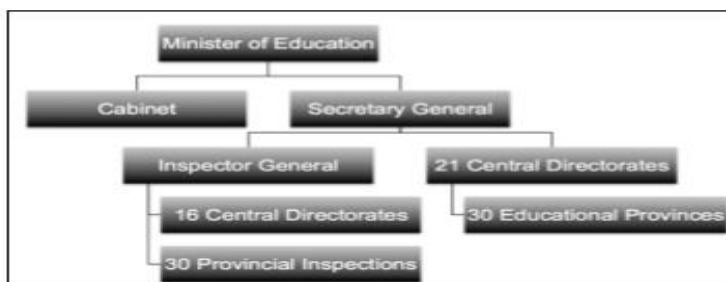 Minister of Education
Cabinet
Secretary General
Inspector General
21 Central Directorates
16 Central Directorates
30 Educational Provinces
30 Provincial Inspections